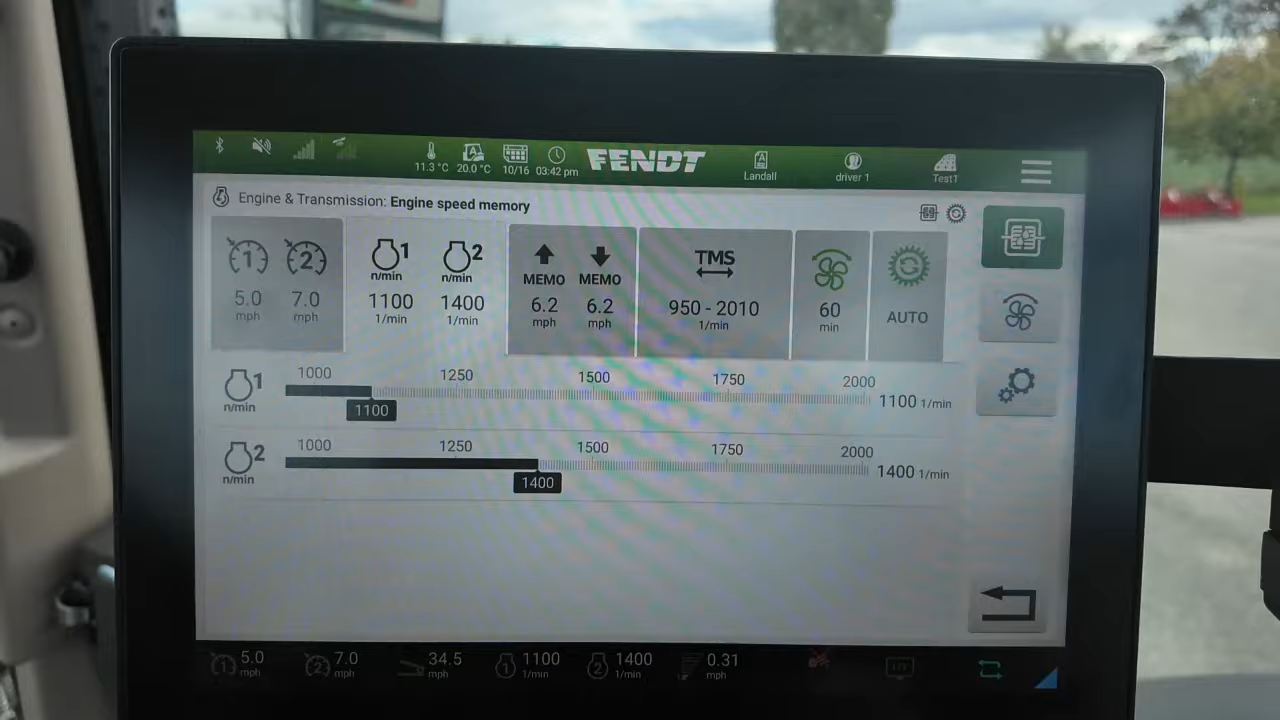 11.3 °C 20.0 °C 10/16 03:42 pm FENDT Landall driver 1 Test1
Engine & Transmission: Engine speed memory
1 2 1 2 MEMO MEMO TMS
n/min n/min
5.0 7.0 1100 1400 6.2 6.2 950 - 2010 60 AUTO
mph mph 1/min 1/min mph mph 1/min min
1000 1250 1500 1750 2000
1 n/min 1100 1100 1/min
1000 1250 1500 1750 2000
2 n/min 1400 1400 1/min
1 5.0 mph 2 7.0 mph 34.5 mph 1 1100 1/min 2 1400 1/min 0.31 mph